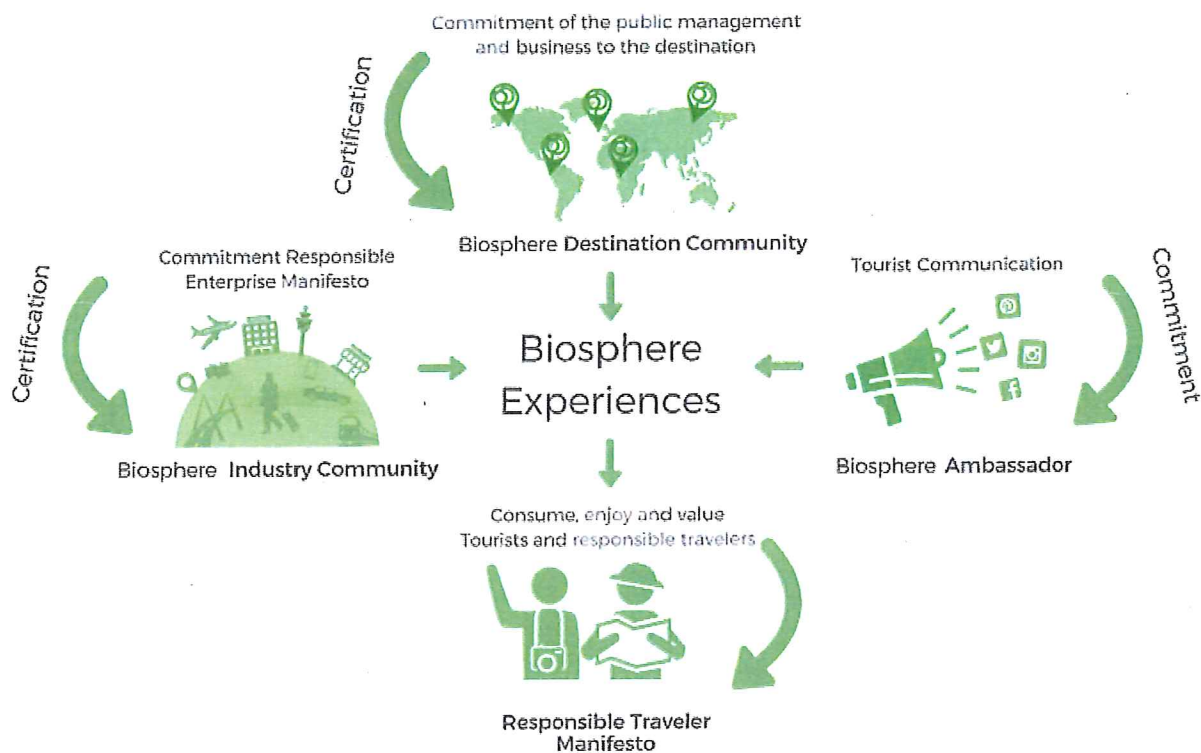 Commitment of the public management
and business to the destination
Certification
Biosphere Destination Community
Commitment Responsible
Enterprise Manifesto
Certification
Biosphere Industry Community
Biosphere
Experiences
Tourist Communication
Commitment
Biosphere Ambassador
Consume, enjoy and value
Tourists and responsible travelers
Responsible Traveler
Manifesto